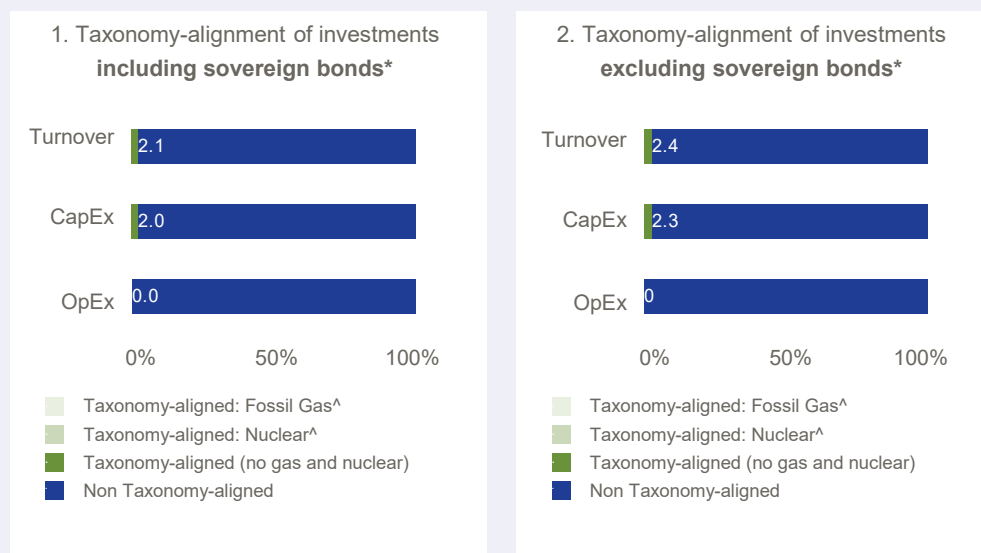 1. Taxonomy-alignment of investments
including sovereign bonds*
Turnover
2.1
CapEx
2.0
OpEx
0.0
0% 50% 100%
Taxonomy-aligned: Fossil Gas^
Taxonomy-aligned: Nuclear^
Taxonomy-aligned (no gas and nuclear)
Non Taxonomy-aligned
2. Taxonomy-alignment of investments
excluding sovereign bonds*
Turnover
2.4
CapEx
2.3
OpEx
0
0% 50% 100%
Taxonomy-aligned: Fossil Gas^
Taxonomy-aligned: Nuclear^
Taxonomy-aligned (no gas and nuclear)
Non Taxonomy-aligned